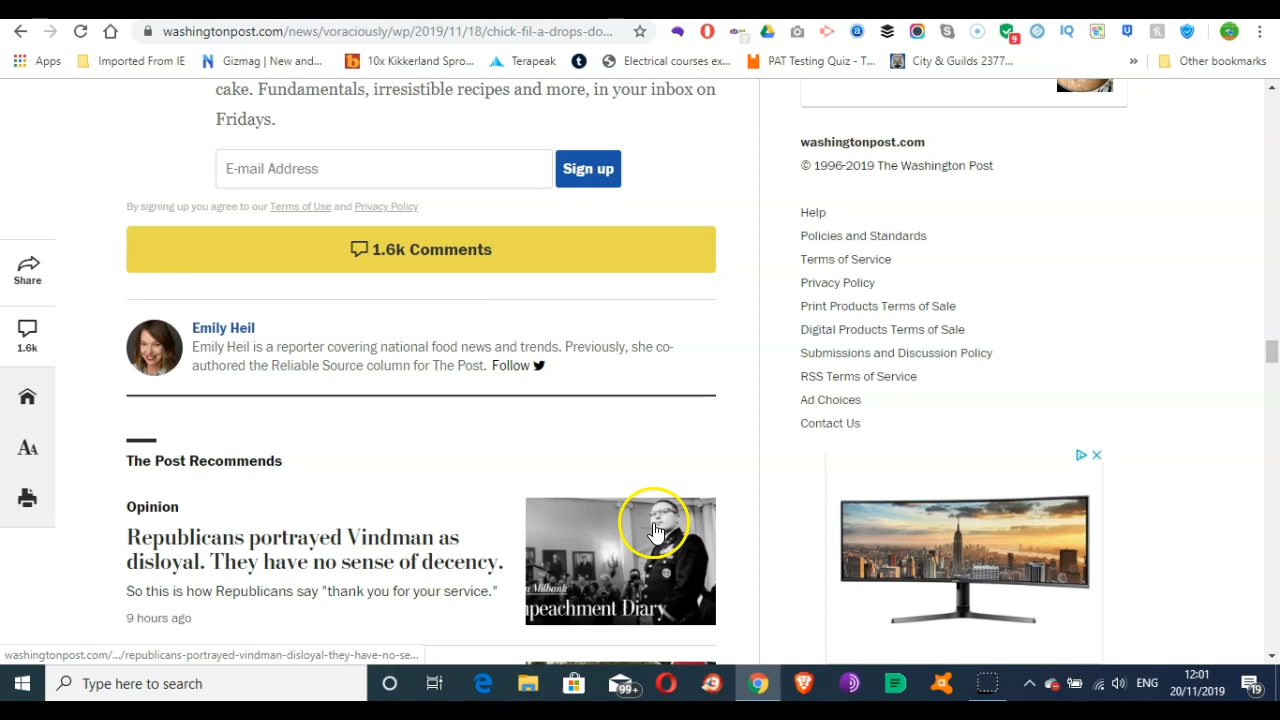 washingtonpost.com/news/voraciously/wp/2019/11/18/chick-fil-a-drops-do...
9
Apps
Imported From IE
Gizmag | New and...
10x Kikkerland Spro...
Terapeak
Electrical courses ex...
PAT Testing Quiz - T...
City & Guilds 2377...
»
Other bookmarks
cake. Fundamentals, irresistible recipes and more, in your inbox on
Fridays.
E-mail Address
Sign up
By signing up you agree to our Terms of Use and Privacy Policy
1.6k Comments
Share
1.6k
AA
Emily Heil
Emily Heil is a reporter covering national food news and trends. Previously, she co-
authored the Reliable Source column for The Post. Follow
The Post Recommends
Opinion
Republicans portrayed Vindman as
disloyal. They have no sense of decency.
So this is how Republicans say "thank you for your service."
9 hours ago
Milbank
peachment Diary
washingtonpost.com
© 1996-2019 The Washington Post
Help
Policies and Standards
Terms of Service
Privacy Policy
Print Products Terms of Sale
Digital Products Terms of Sale
Submissions and Discussion Policy
RSS Terms of Service
Ad Choices
Contact Us
washingtonpost.com/.../republicans-portrayed-vindman-disloyal-they-have-no-se...
Type here to search
99+
ENG
12:01
20/11/2019
19